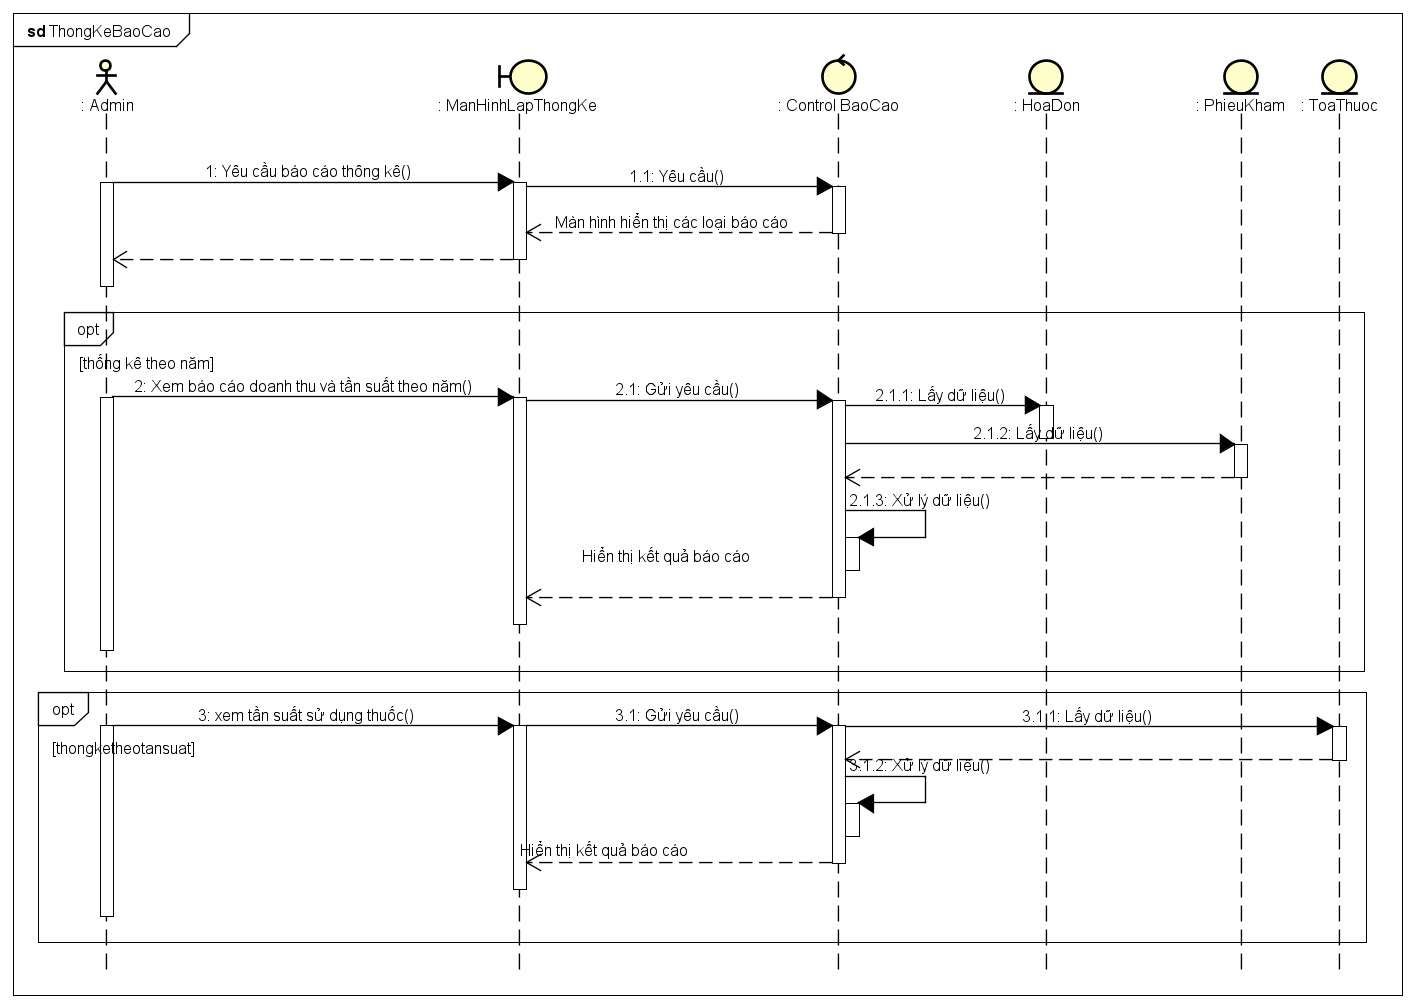 sd ThongKeBaoCao
: Admin
: ManHinhLapThongKe
: Control BaoCao
: HoaDon
: PhieuKham
: ToaThuoc
1: Yêu cầu báo cáo thông kê()
1.1: Yêu cầu()
Màn hình hiển thị các loại báo cáo
opt
[thống kê theo năm]
2: Xem báo cáo doanh thu và tần suất theo năm()
2.1: Gửi yêu cầu()
2.1.1: Lấy dữ liệu()
2.1.2: Lấy dữ liệu()
2.1.3: Xử lý dữ liệu()
Hiển thị kết quả báo cáo
opt
3: xem tần suất sử dụng thuốc()
3.1: Gửi yêu cầu()
3.1.1: Lấy dữ liệu()
[thongketheotansuat]
3.1.2: Xử lý dữ liệu()
Hiển thị kết quả báo cáo